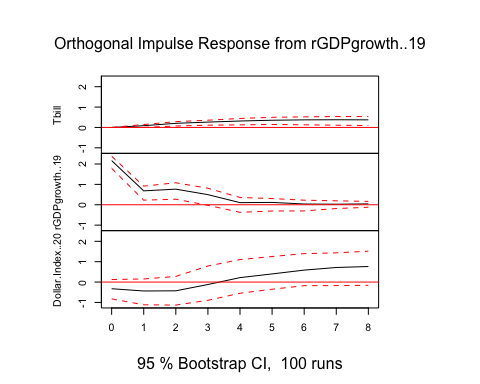 Orthogonal Impulse Response from rGDPgrowth..19
Tbill
2
1
0
-1
rGDPgrowth..19
2
1
0
-1
Dollar.Index..20
2
1
0
-1
0 1 2 3 4 5 6 7 8
95 % Bootstrap CI, 100 runs